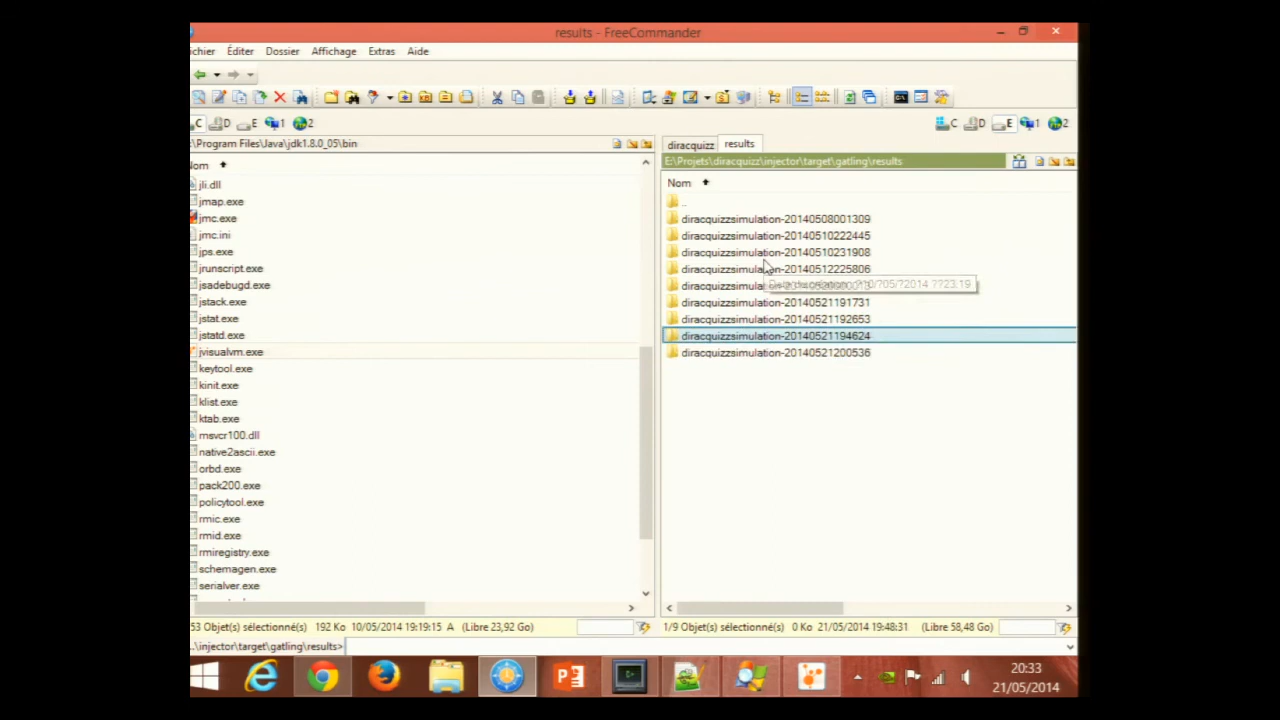 results - FreeCommander
ichier Éditer Dossier Affichage Extras Aide
C D E 1 2
C D E 1 2
:\Program Files\Java\jdk1.8.0_05\bin
diracquizz results
E:\Projets\diracquizz\injector\target\gatling\results
Nom
jli.dll
jmap.exe
jmc.exe
jmc.ini
jps.exe
jrunscript.exe
jsadebugd.exe
jstack.exe
jstat.exe
jstatd.exe
jvisualvm.exe
keytool.exe
kinit.exe
klist.exe
ktab.exe
msvcr100.dll
native2ascii.exe
orbd.exe
pack200.exe
policytool.exe
rmic.exe
rmid.exe
rmiregistry.exe
schemagen.exe
serialver.exe
Nom
..
diracquizzsimulation-20140508001309
diracquizzsimulation-20140510222445
diracquizzsimulation-20140510231908
diracquizzsimulation-20140512225806
diracquizzsimulation-20140521191731
diracquizzsimulation-20140521192653
diracquizzsimulation-20140521194624
diracquizzsimulation-20140521200536
53 Objet(s) sélectionné(s) 192 Ko 10/05/2014 19:19:15 A (Libre 23,92 Go)
1/9 Objet(s) sélectionné(s) 0 Ko 21/05/2014 19:48:31 (Libre 58,48 Go)
..\injector\target\gatling\results>
20:33
21/05/2014